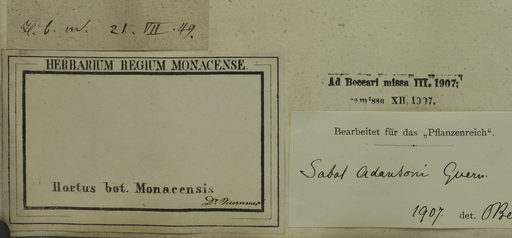 H. b. m. 21. VII. 49.
HERBARIUM REGIUM MONACENSE.
Hortus bot. Monacensis
Ad Beccari missa III. 1907;
remissa XII. 1907.
Bearbeitet für das „Pflanzenreich“.
Sabal Adansoni Guern.
1907. det.